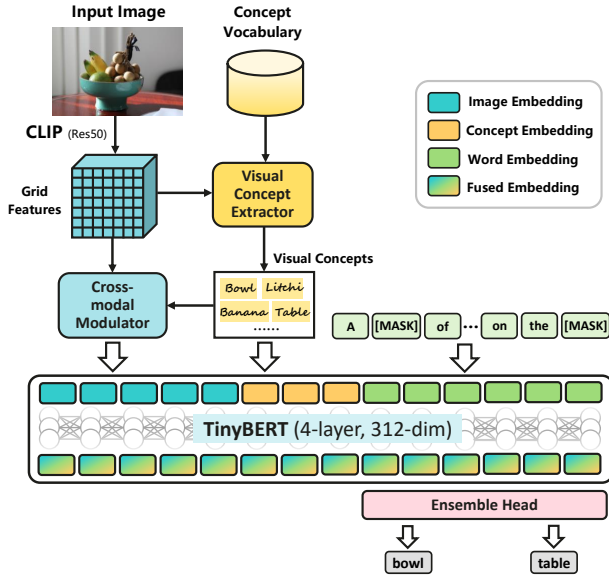 Input Image
Concept
Vocabulary
CLIP (Res50)
Grid
Features
Visual
Concept
Extractor
Image Embedding
Concept Embedding
Word Embedding
Fused Embedding
Cross-
modal
Modulator
Visual Concepts
Bowl Litchi
Banana Table
......
A [MASK] of ... on the [MASK]
TinyBERT (4-layer, 312-dim)
Ensemble Head
bowl table